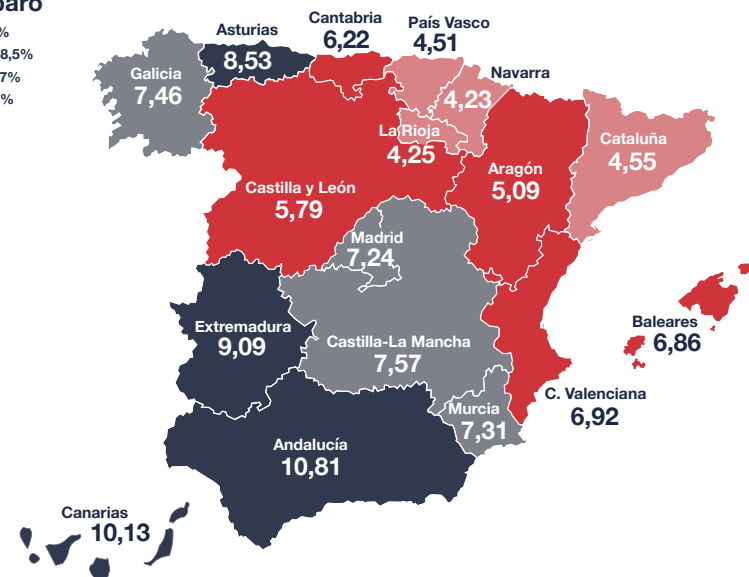 paro
%
8,5%
7%
%
Asturias
8,53
Cantabria
6,22
País Vasco
4,51
Navarra
4,23
Galicia
7,46
La Rioja
4,25
Cataluña
4,55
Aragón
5,09
Castilla y León
5,79
Madrid
7,24
Baleares
6,86
Extremadura
9,09
Castilla-La Mancha
7,57
C. Valenciana
6,92
Murcia
7,31
Andalucía
10,81
Canarias
10,13